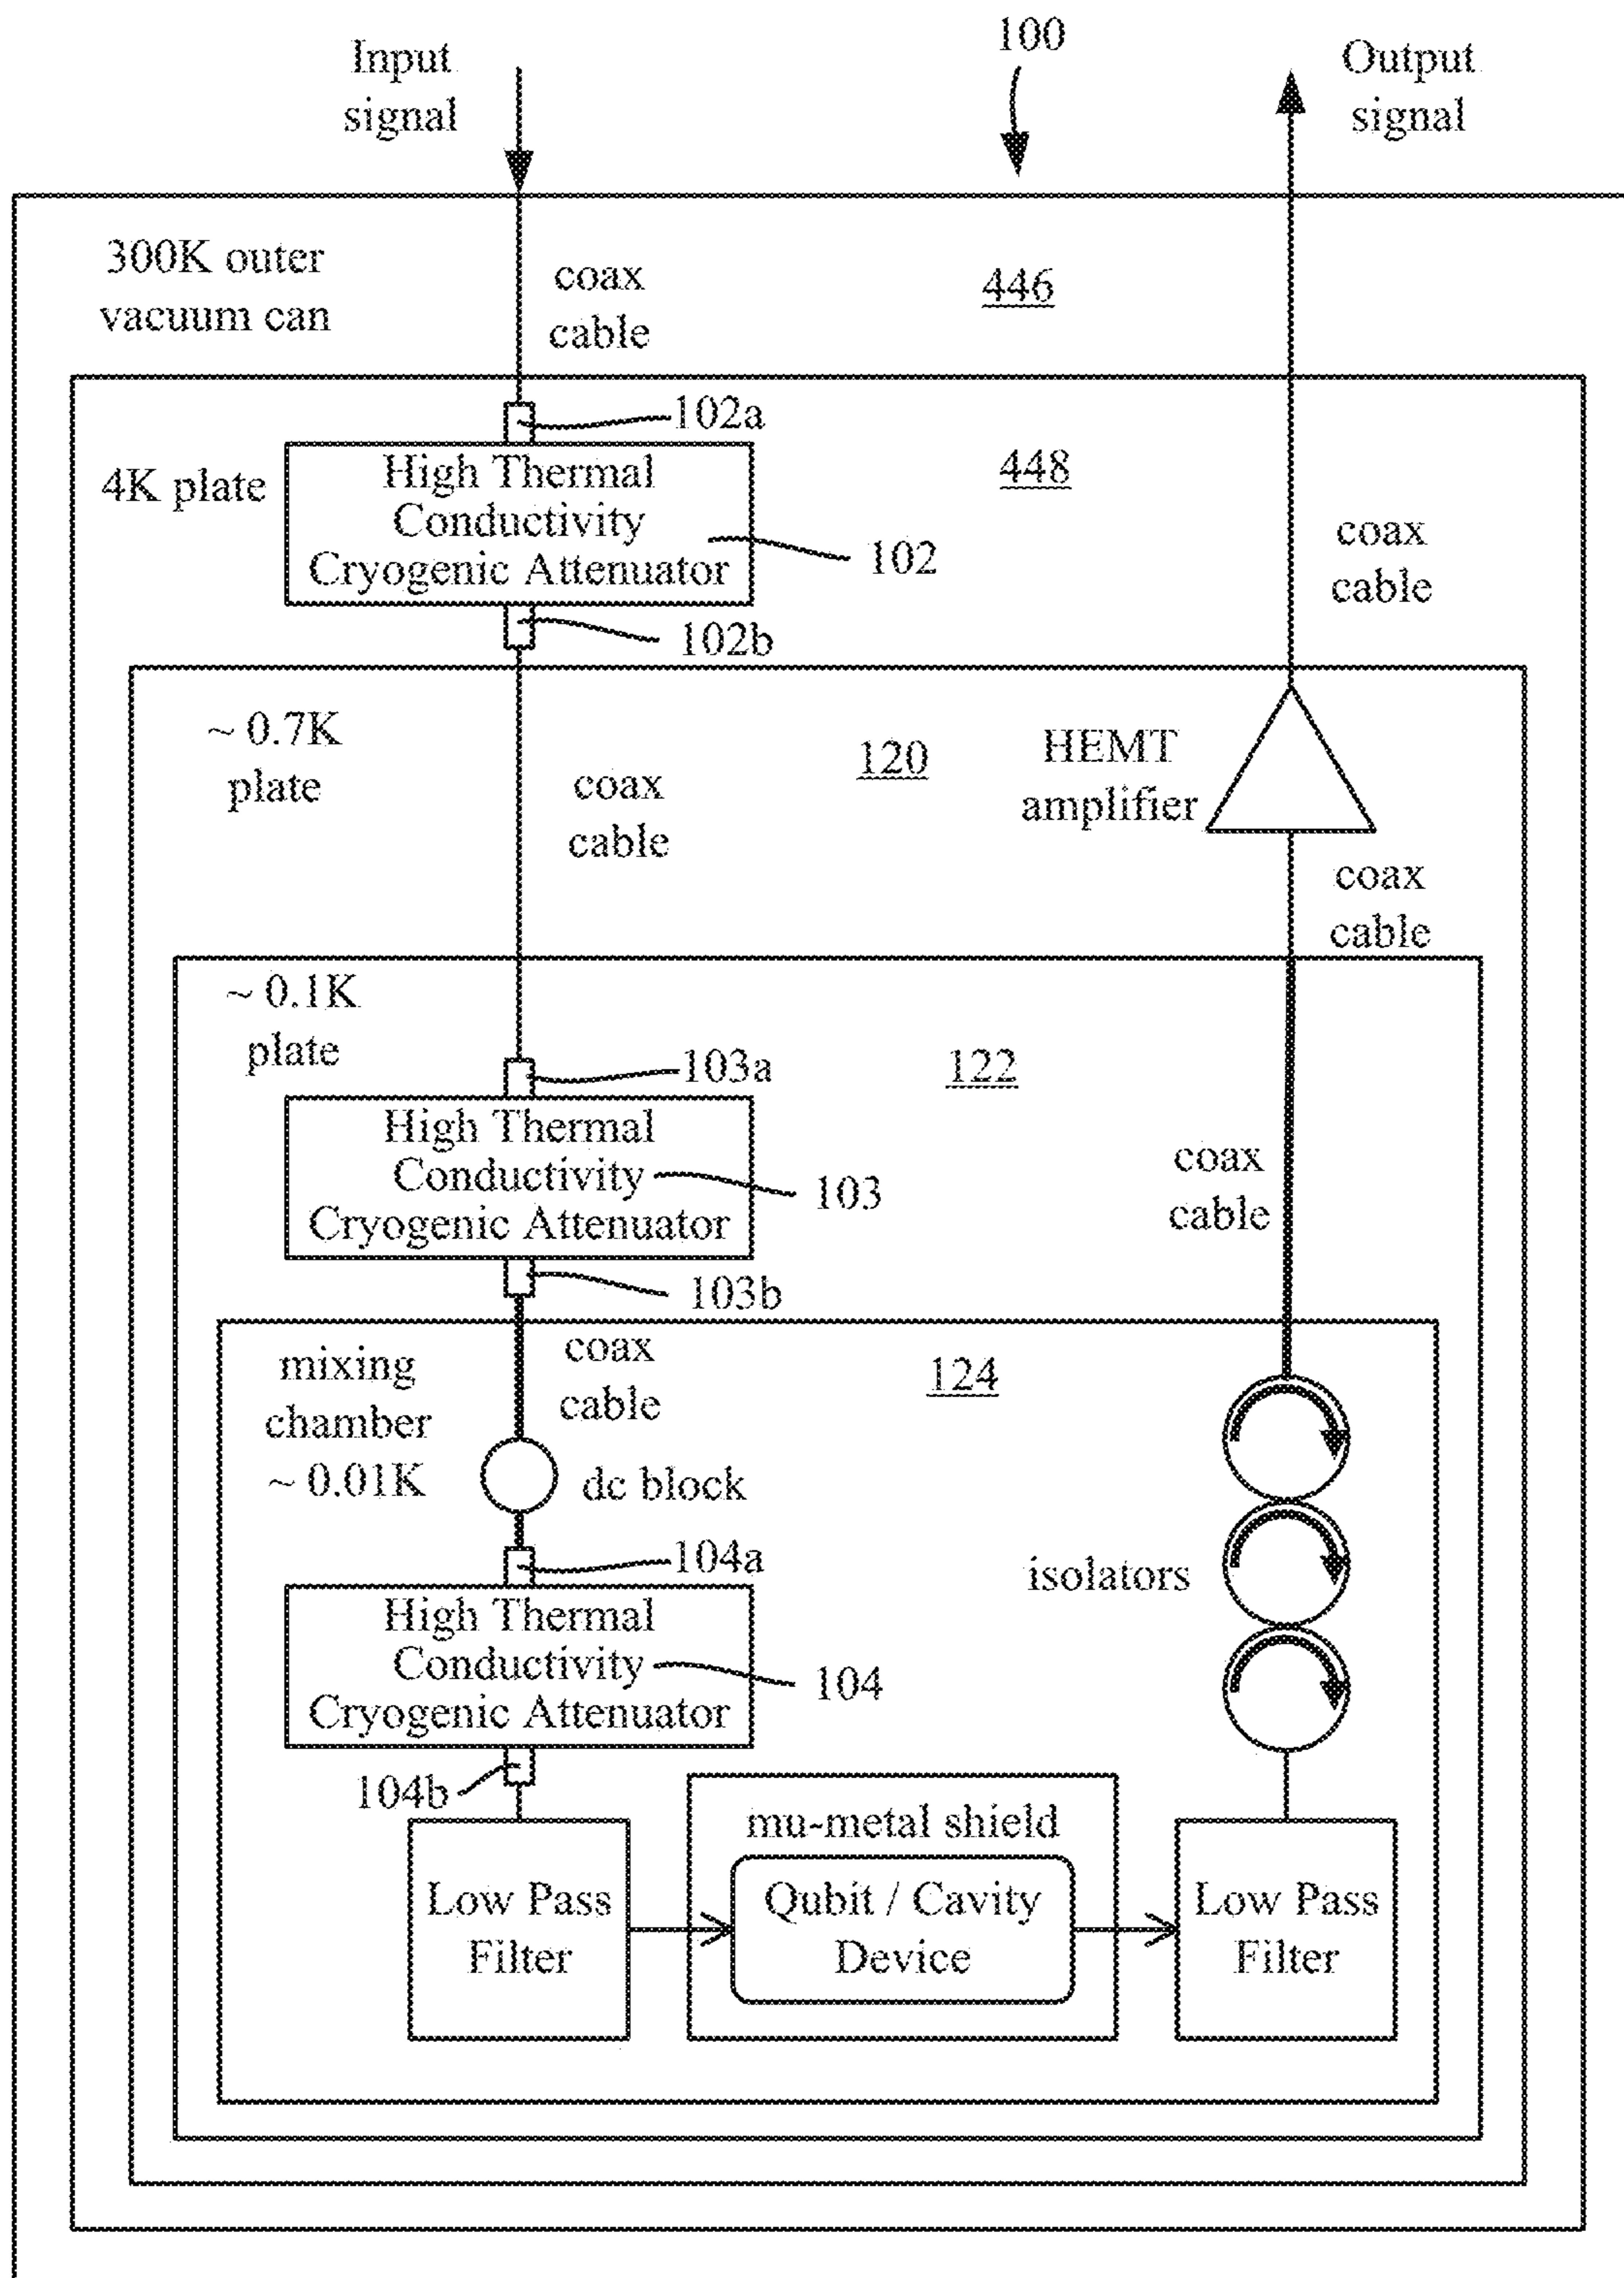 Input
signal
100
Output
signal
300K outer
vacuum can
coax
cable
446
102a
4K plate
High Thermal
Conductivity
Cryogenic Attenuator
102
448
coax
cable
102b
~ 0.7K
plate
coax
cable
120
HEMT
amplifier
coax
cable
~ 0.1K
plate
103a
122
High Thermal
Conductivity
Cryogenic Attenuator
103
coax
cable
103b
mixing
chamber
~ 0.01K
coax
cable
124
dc block
104a
High Thermal
Conductivity
Cryogenic Attenuator
104
isolators
104b
mu-metal shield
Low Pass
Filter
Qubit / Cavity
Device
Low Pass
Filter